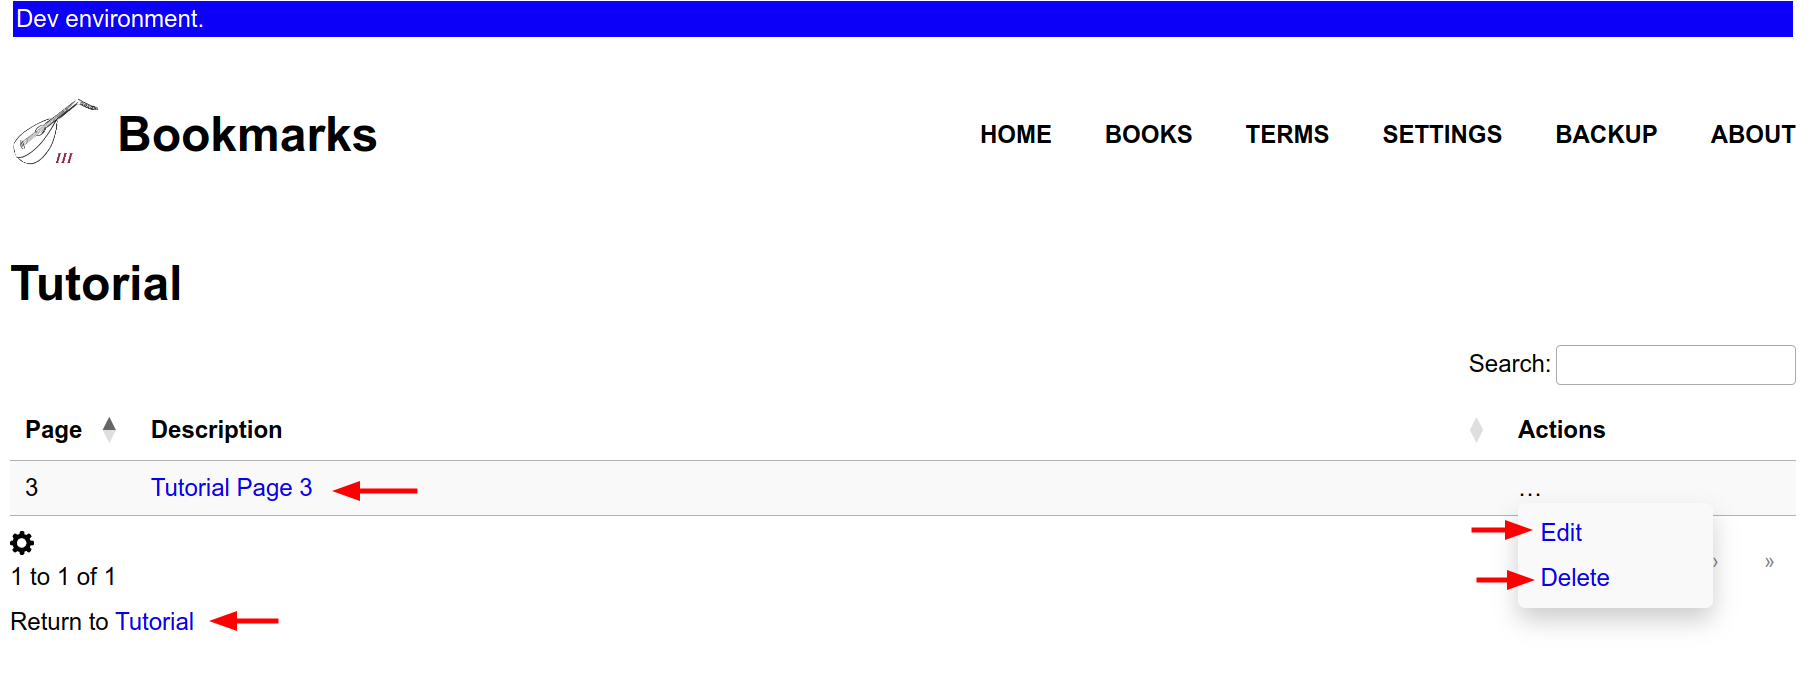 Dev environment.
Bookmarks
HOME BOOKS TERMS SETTINGS BACKUP ABOUT
Tutorial
Search:
Page Description Actions
3 Tutorial Page 3 ...
Edit
1 to 1 of 1 Delete › »
Return to Tutorial